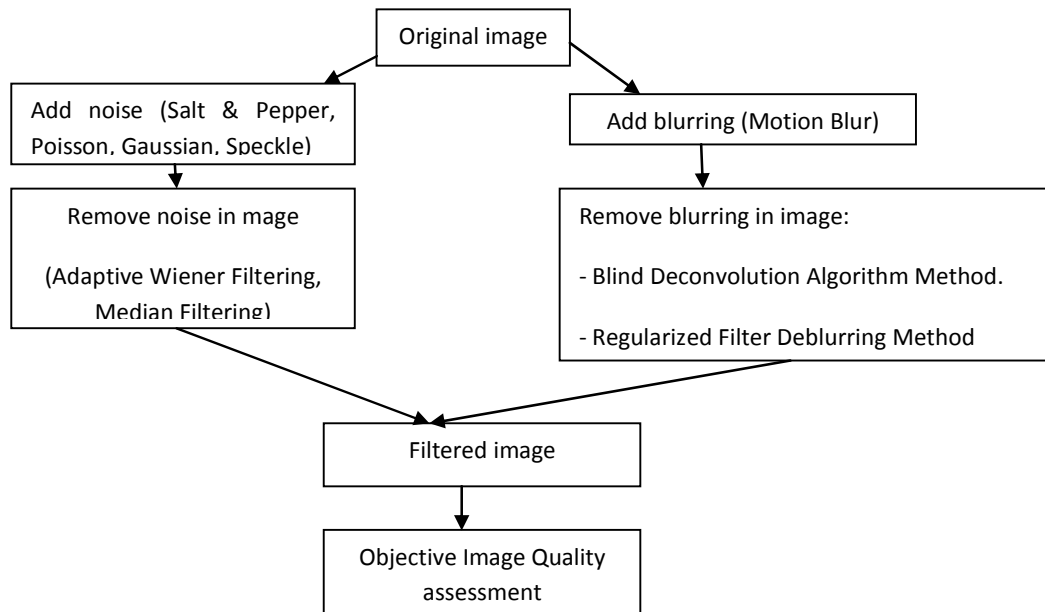 Original image
Add noise (Salt & Pepper,
Poisson, Gaussian, Speckle)
Add blurring (Motion Blur)
Remove noise in mage
(Adaptive Wiener Filtering,
Median Filtering)
Remove blurring in image:
- Blind Deconvolution Algorithm Method.
- Regularized Filter Deblurring Method
Filtered image
Objective Image Quality
assessment